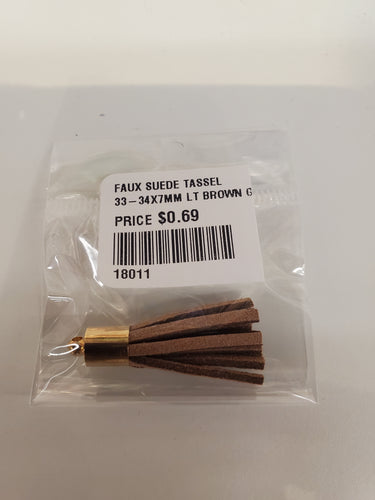 FAUX SUEDE TASSEL
33-34X7MM LT BROWN G
PRICE $0.69
18011